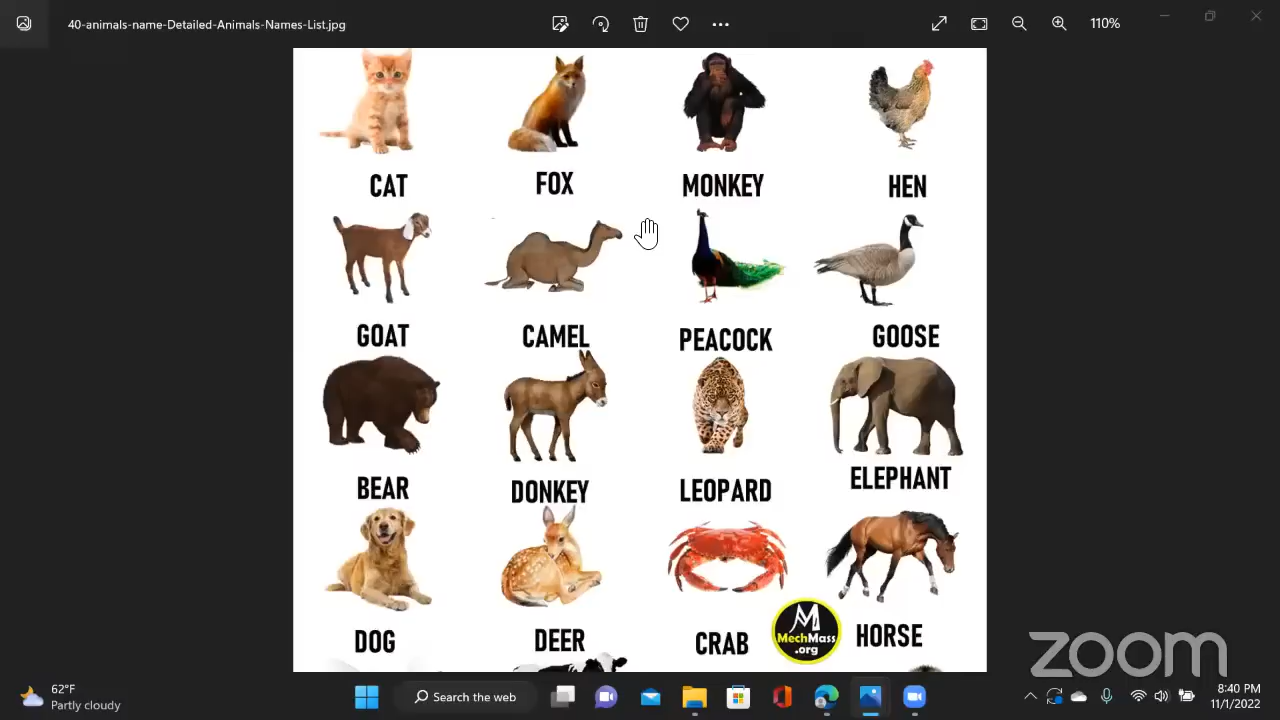 40-animals-name-Detailed-Animals-Names-List.jpg
110%
CAT
FOX
MONKEY
HEN
GOAT
CAMEL
PEACOCK
GOOSE
BEAR
DONKEY
LEOPARD
ELEPHANT
DOG
DEER
CRAB
M
MechMass
.org
HORSE
zoom
62°F
Partly cloudy
Search the web
8:40 PM
11/1/2022